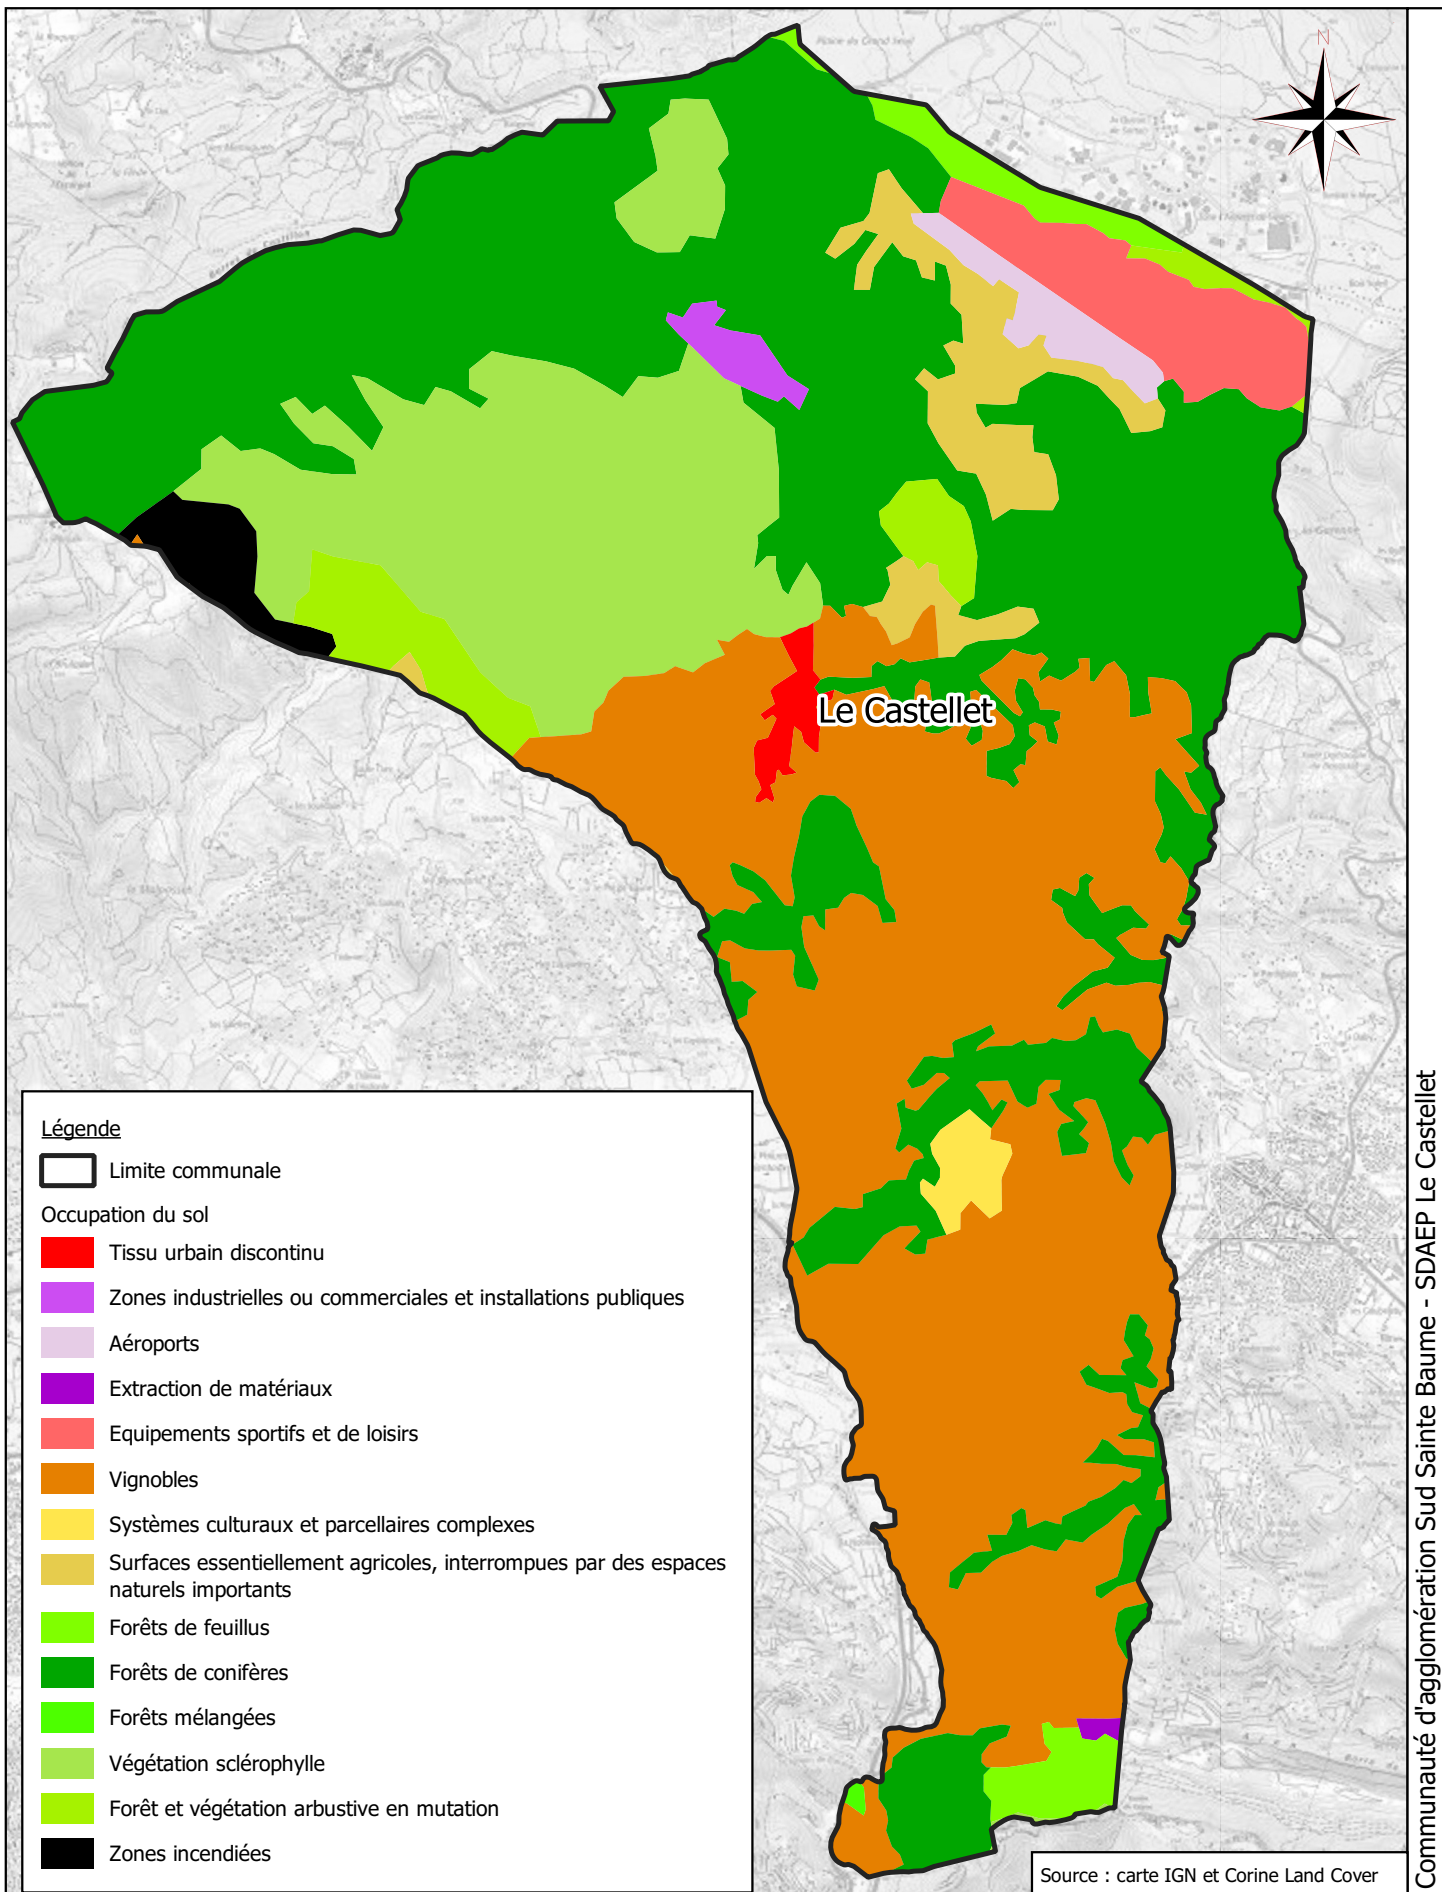 N
Le Castellet
Légende
Limite communale
Occupation du sol
Tissu urbain discontinu
Zones industrielles ou commerciales et installations publiques
Aéroports
Extraction de matériaux
Equipements sportifs et de loisirs
Vignobles
Systèmes culturaux et parcellaires complexes
Surfaces essentiellement agricoles, interrompues par des espaces
naturels importants
Forêts de feuillus
Forêts de conifères
Forêts mélangées
Végétation sclérophylle
Forêt et végétation arbustive en mutation
Zones incendiées
Source : carte IGN et Corine Land Cover
Communauté d'agglomération Sud Sainte Baume - SDAEP Le Castellet